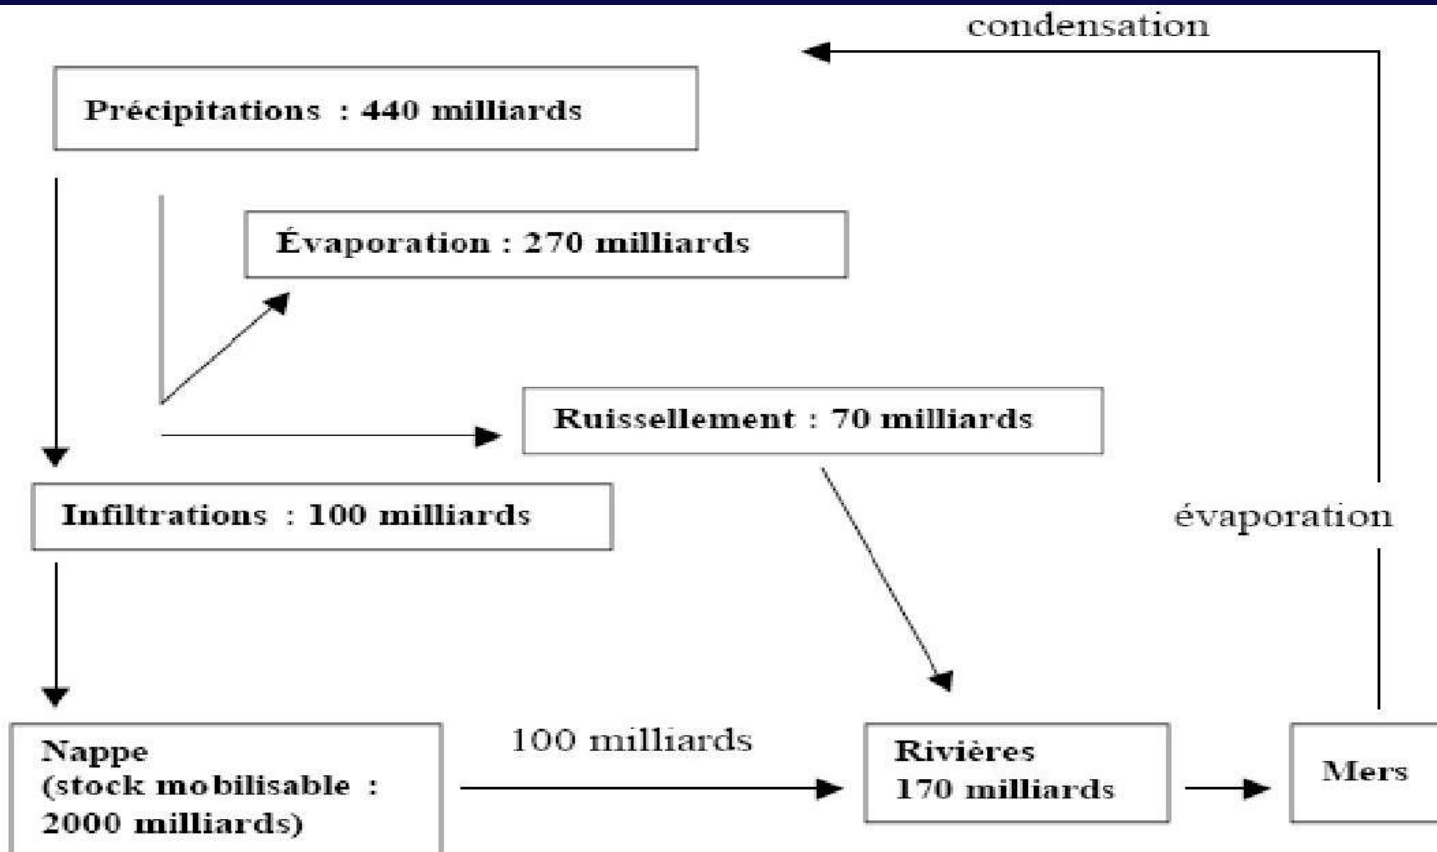 condensation
Précipitations : 440 milliards
Évaporation : 270 milliards
Ruissellement : 70 milliards
Infiltrations : 100 milliards
évaporation
Nappe
(stock mobilisable :
2000 milliards)
100 milliards
Rivières
170 milliards
Mers